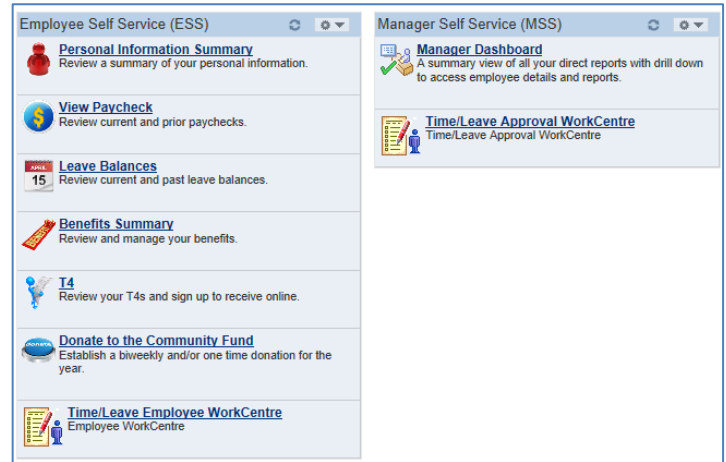 Employee Self Service (ESS)
Personal Information Summary
Review a summary of your personal information.
View Paycheck
Review current and prior paychecks.
APRIL
15
Leave Balances
Review current and past leave balances.
Benefits Summary
Review and manage your benefits.
T4
Review your T4s and sign up to receive online.
Donate to the Community Fund
Establish a biweekly and/or one time donation for the
year.
Time/Leave Employee WorkCentre
Employee WorkCentre
Manager Self Service (MSS)
Manager Dashboard
A summary view of all your direct reports with drill down
to access employee details and reports.
Time/Leave Approval WorkCentre
Time/Leave Approval WorkCentre